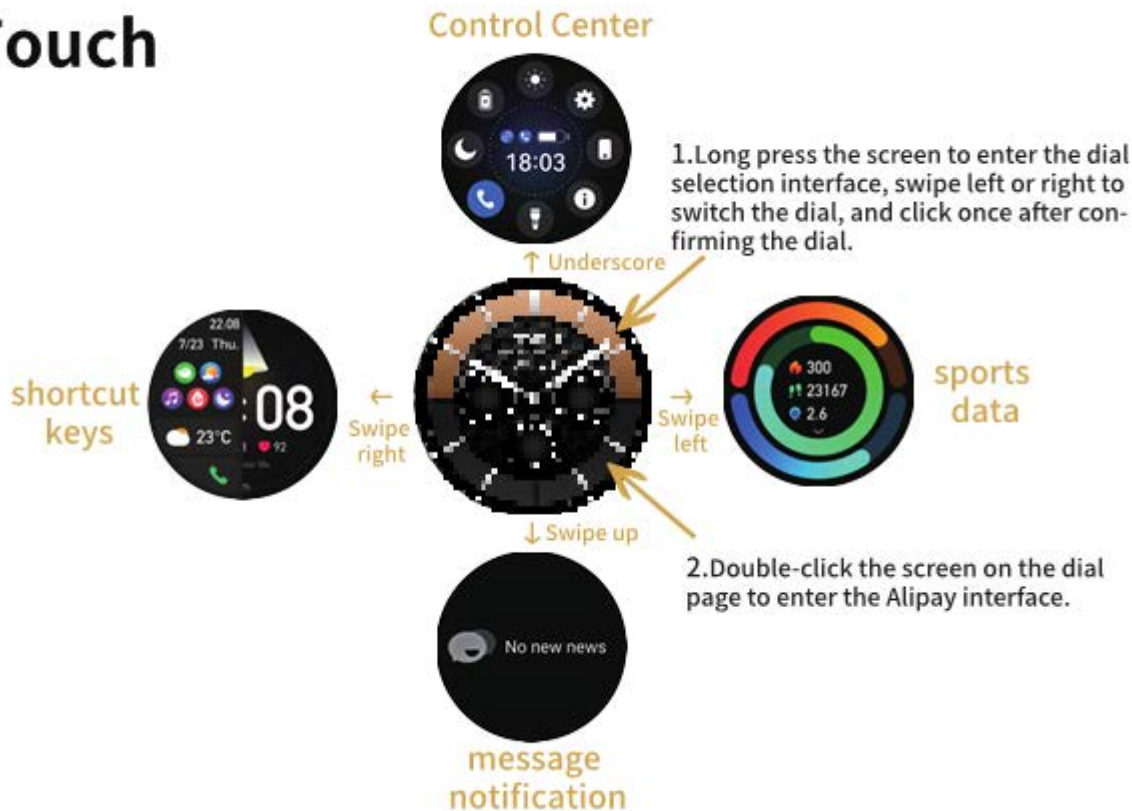 Touch
Control Center
18:03
1.Long press the screen to enter the dial
selection interface, swipe left or right to
switch the dial, and click once after con-
firming the dial.
↑ Underscore
22:08
7/23 Thu.
08
23°C
92
shortcut
keys
←
Swipe
right
→
Swipe
left
300
23167
2.6
sports
data
↓ Swipe up
2.Double-click the screen on the dial
page to enter the Alipay interface.
No new news
message
notification